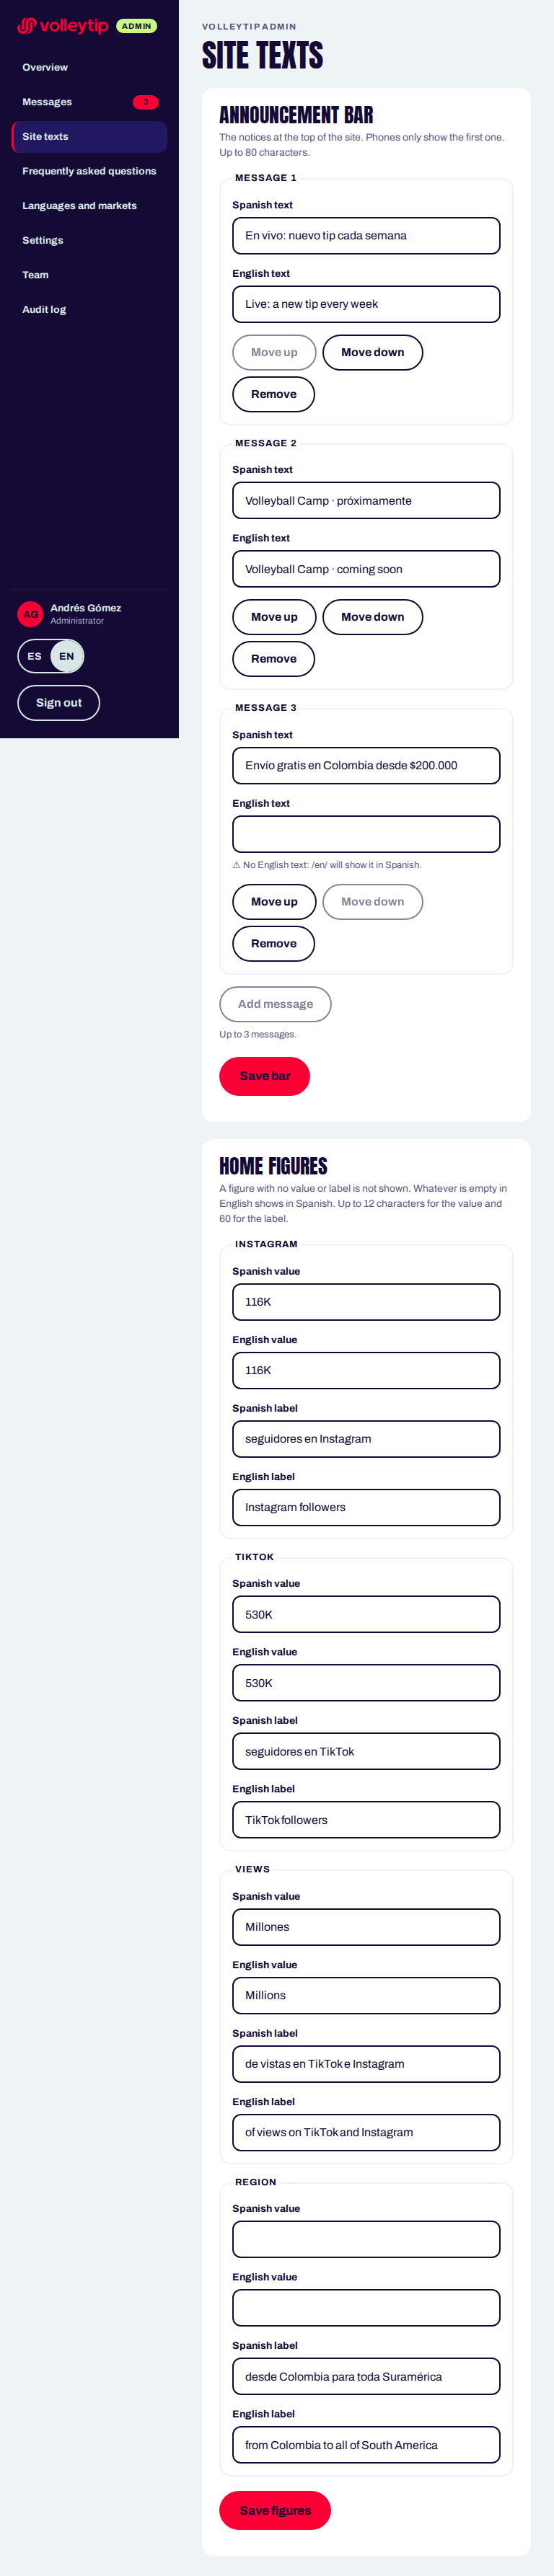 volleytip ADMIN
Overview
Messages 3
Site texts
Frequently asked questions
Languages and markets
Settings
Team
Audit log
AG Andrés Gómez
Administrator
ES EN
Sign out
VOLLEYTIP ADMIN
SITE TEXTS
ANNOUNCEMENT BAR
The notices at the top of the site. Phones only show the first one.
Up to 80 characters.
MESSAGE 1
Spanish text
En vivo: nuevo tip cada semana
English text
Live: a new tip every week
Move up Move down
Remove
MESSAGE 2
Spanish text
Volleyball Camp · próximamente
English text
Volleyball Camp · coming soon
Move up Move down
Remove
MESSAGE 3
Spanish text
Envío gratis en Colombia desde $200.000
English text
⚠ No English text: /en/ will show it in Spanish.
Move up Move down
Remove
Add message
Up to 3 messages.
Save bar
HOME FIGURES
A figure with no value or label is not shown. Whatever is empty in
English shows in Spanish. Up to 12 characters for the value and
60 for the label.
INSTAGRAM
Spanish value
116K
English value
116K
Spanish label
seguidores en Instagram
English label
Instagram followers
TIKTOK
Spanish value
530K
English value
530K
Spanish label
seguidores en TikTok
English label
TikTok followers
VIEWS
Spanish value
Millones
English value
Millions
Spanish label
de vistas en TikTok e Instagram
English label
of views on TikTok and Instagram
REGION
Spanish value
English value
Spanish label
desde Colombia para toda Suramérica
English label
from Colombia to all of South America
Save figures